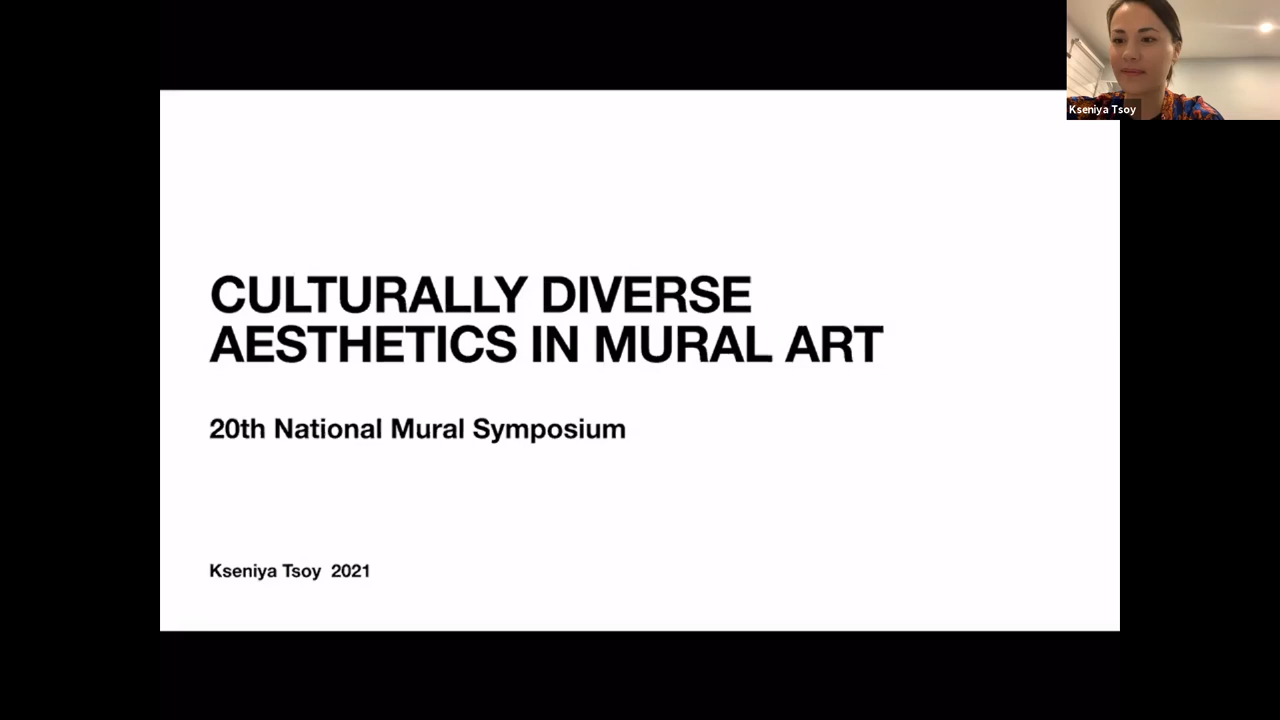 Kseniya Tsoy
CULTURALLY DIVERSE
AESTHETICS IN MURAL ART
20th National Mural Symposium
Kseniya Tsoy 2021